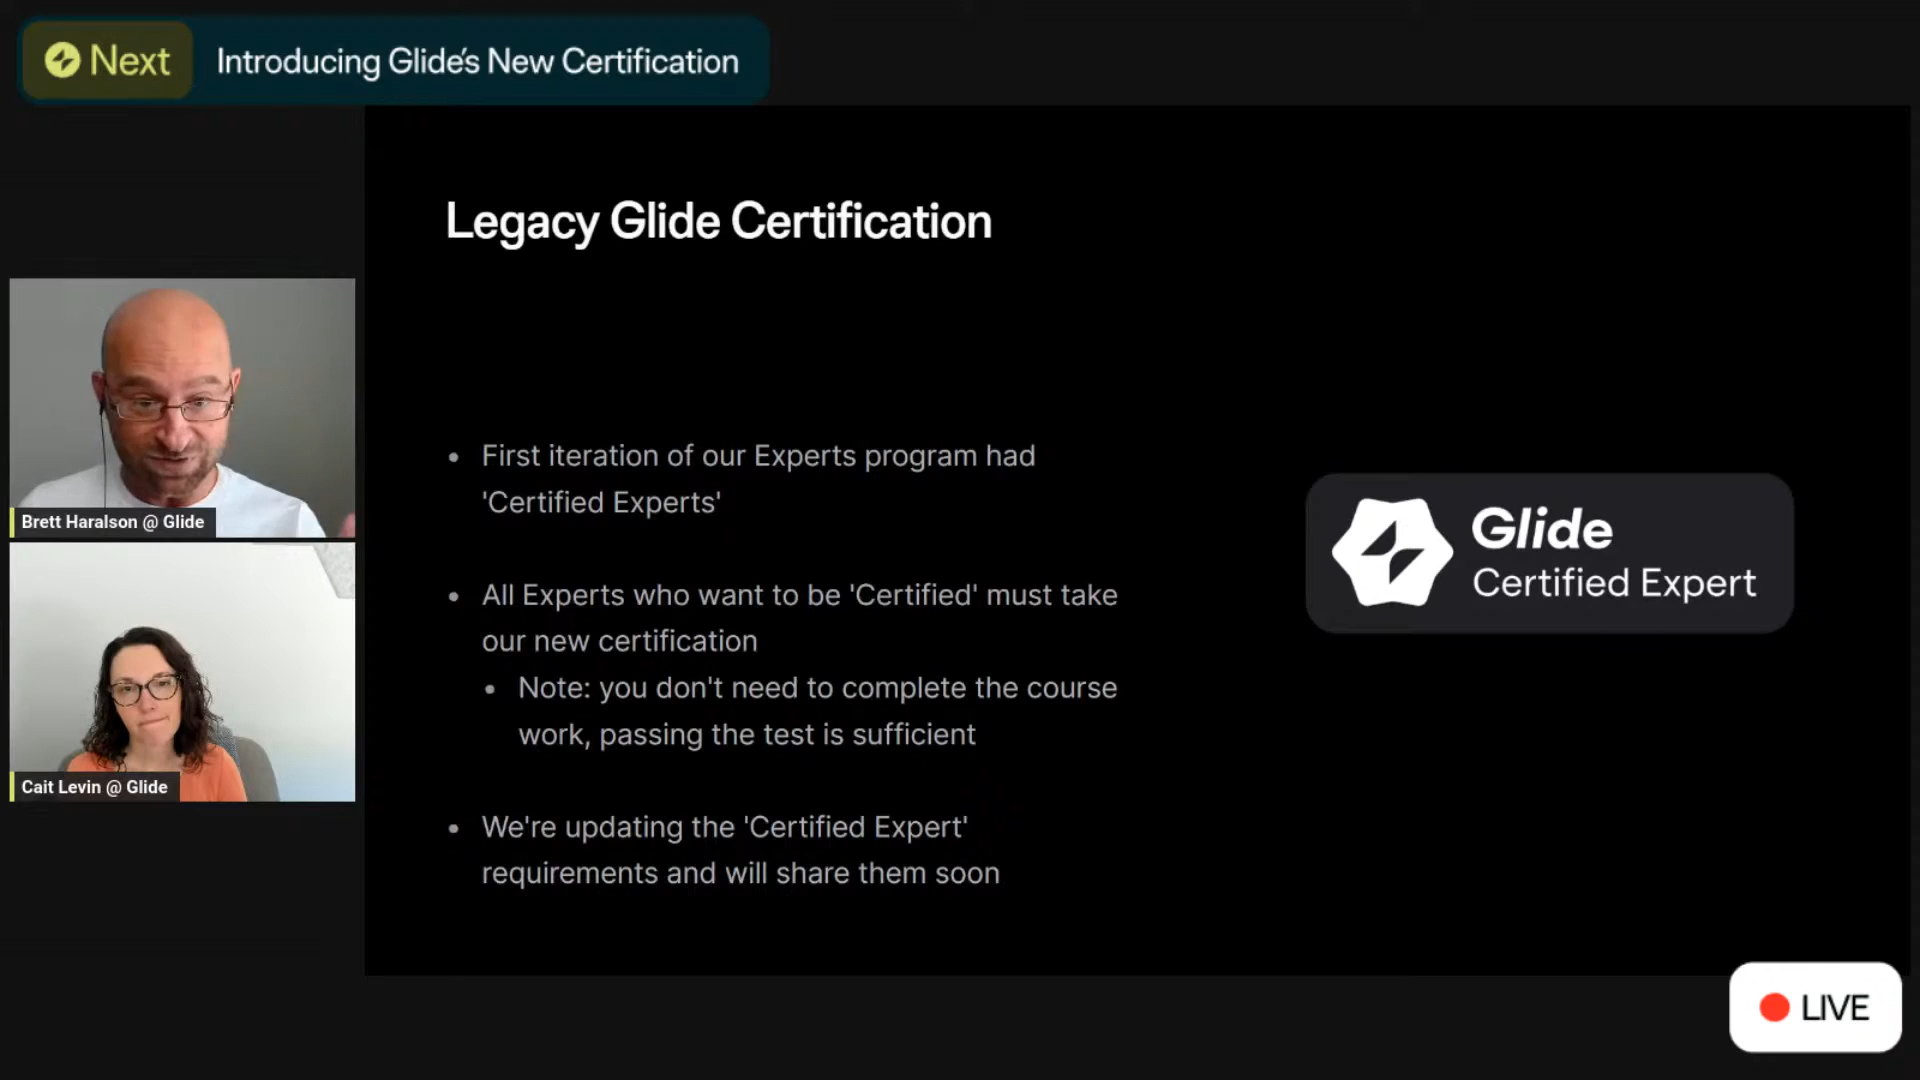 Next
Introducing Glide's New Certification
Legacy Glide Certification
• First iteration of our Experts program had
'Certified Experts'
• All Experts who want to be 'Certified' must take
our new certification
• Note: you don't need to complete the course
work, passing the test is sufficient
• We're updating the 'Certified Expert'
requirements and will share them soon
Glide
Certified Expert
Brett Haralson @ Glide
Cait Levin @ Glide
LIVE